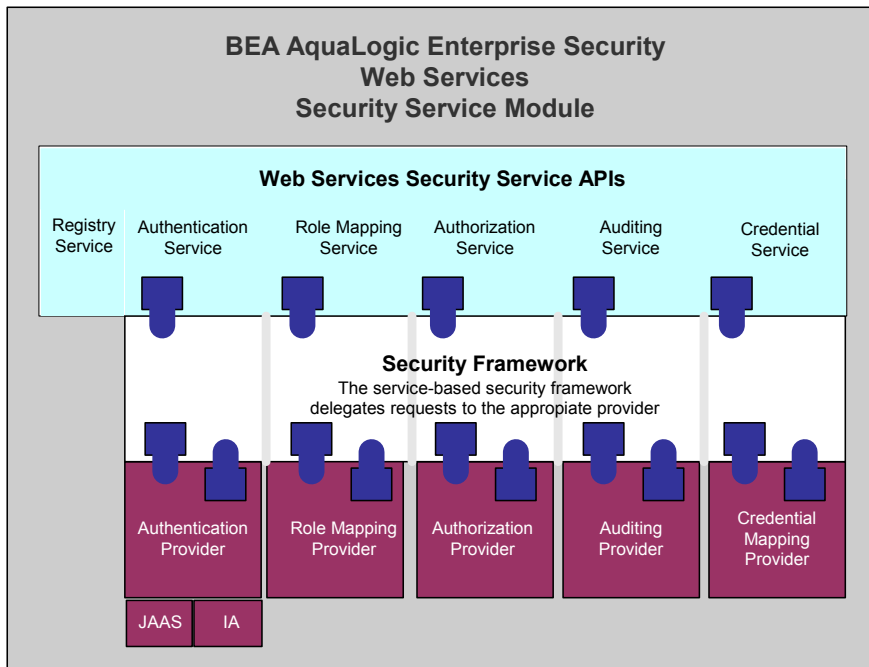 BEA AquaLogic Enterprise Security
Web Services
Security Service Module
Web Services Security Service APIs
Registry
Service
Authentication
Service
Role Mapping
Service
Authorization
Service
Auditing
Service
Credential
Service
Security Framework
The service-based security framework
delegates requests to the appropiate provider
Authentication
Provider
Role Mapping
Provider
Authorization
Provider
Auditing
Provider
Credential
Mapping
Provider
JAAS
IA